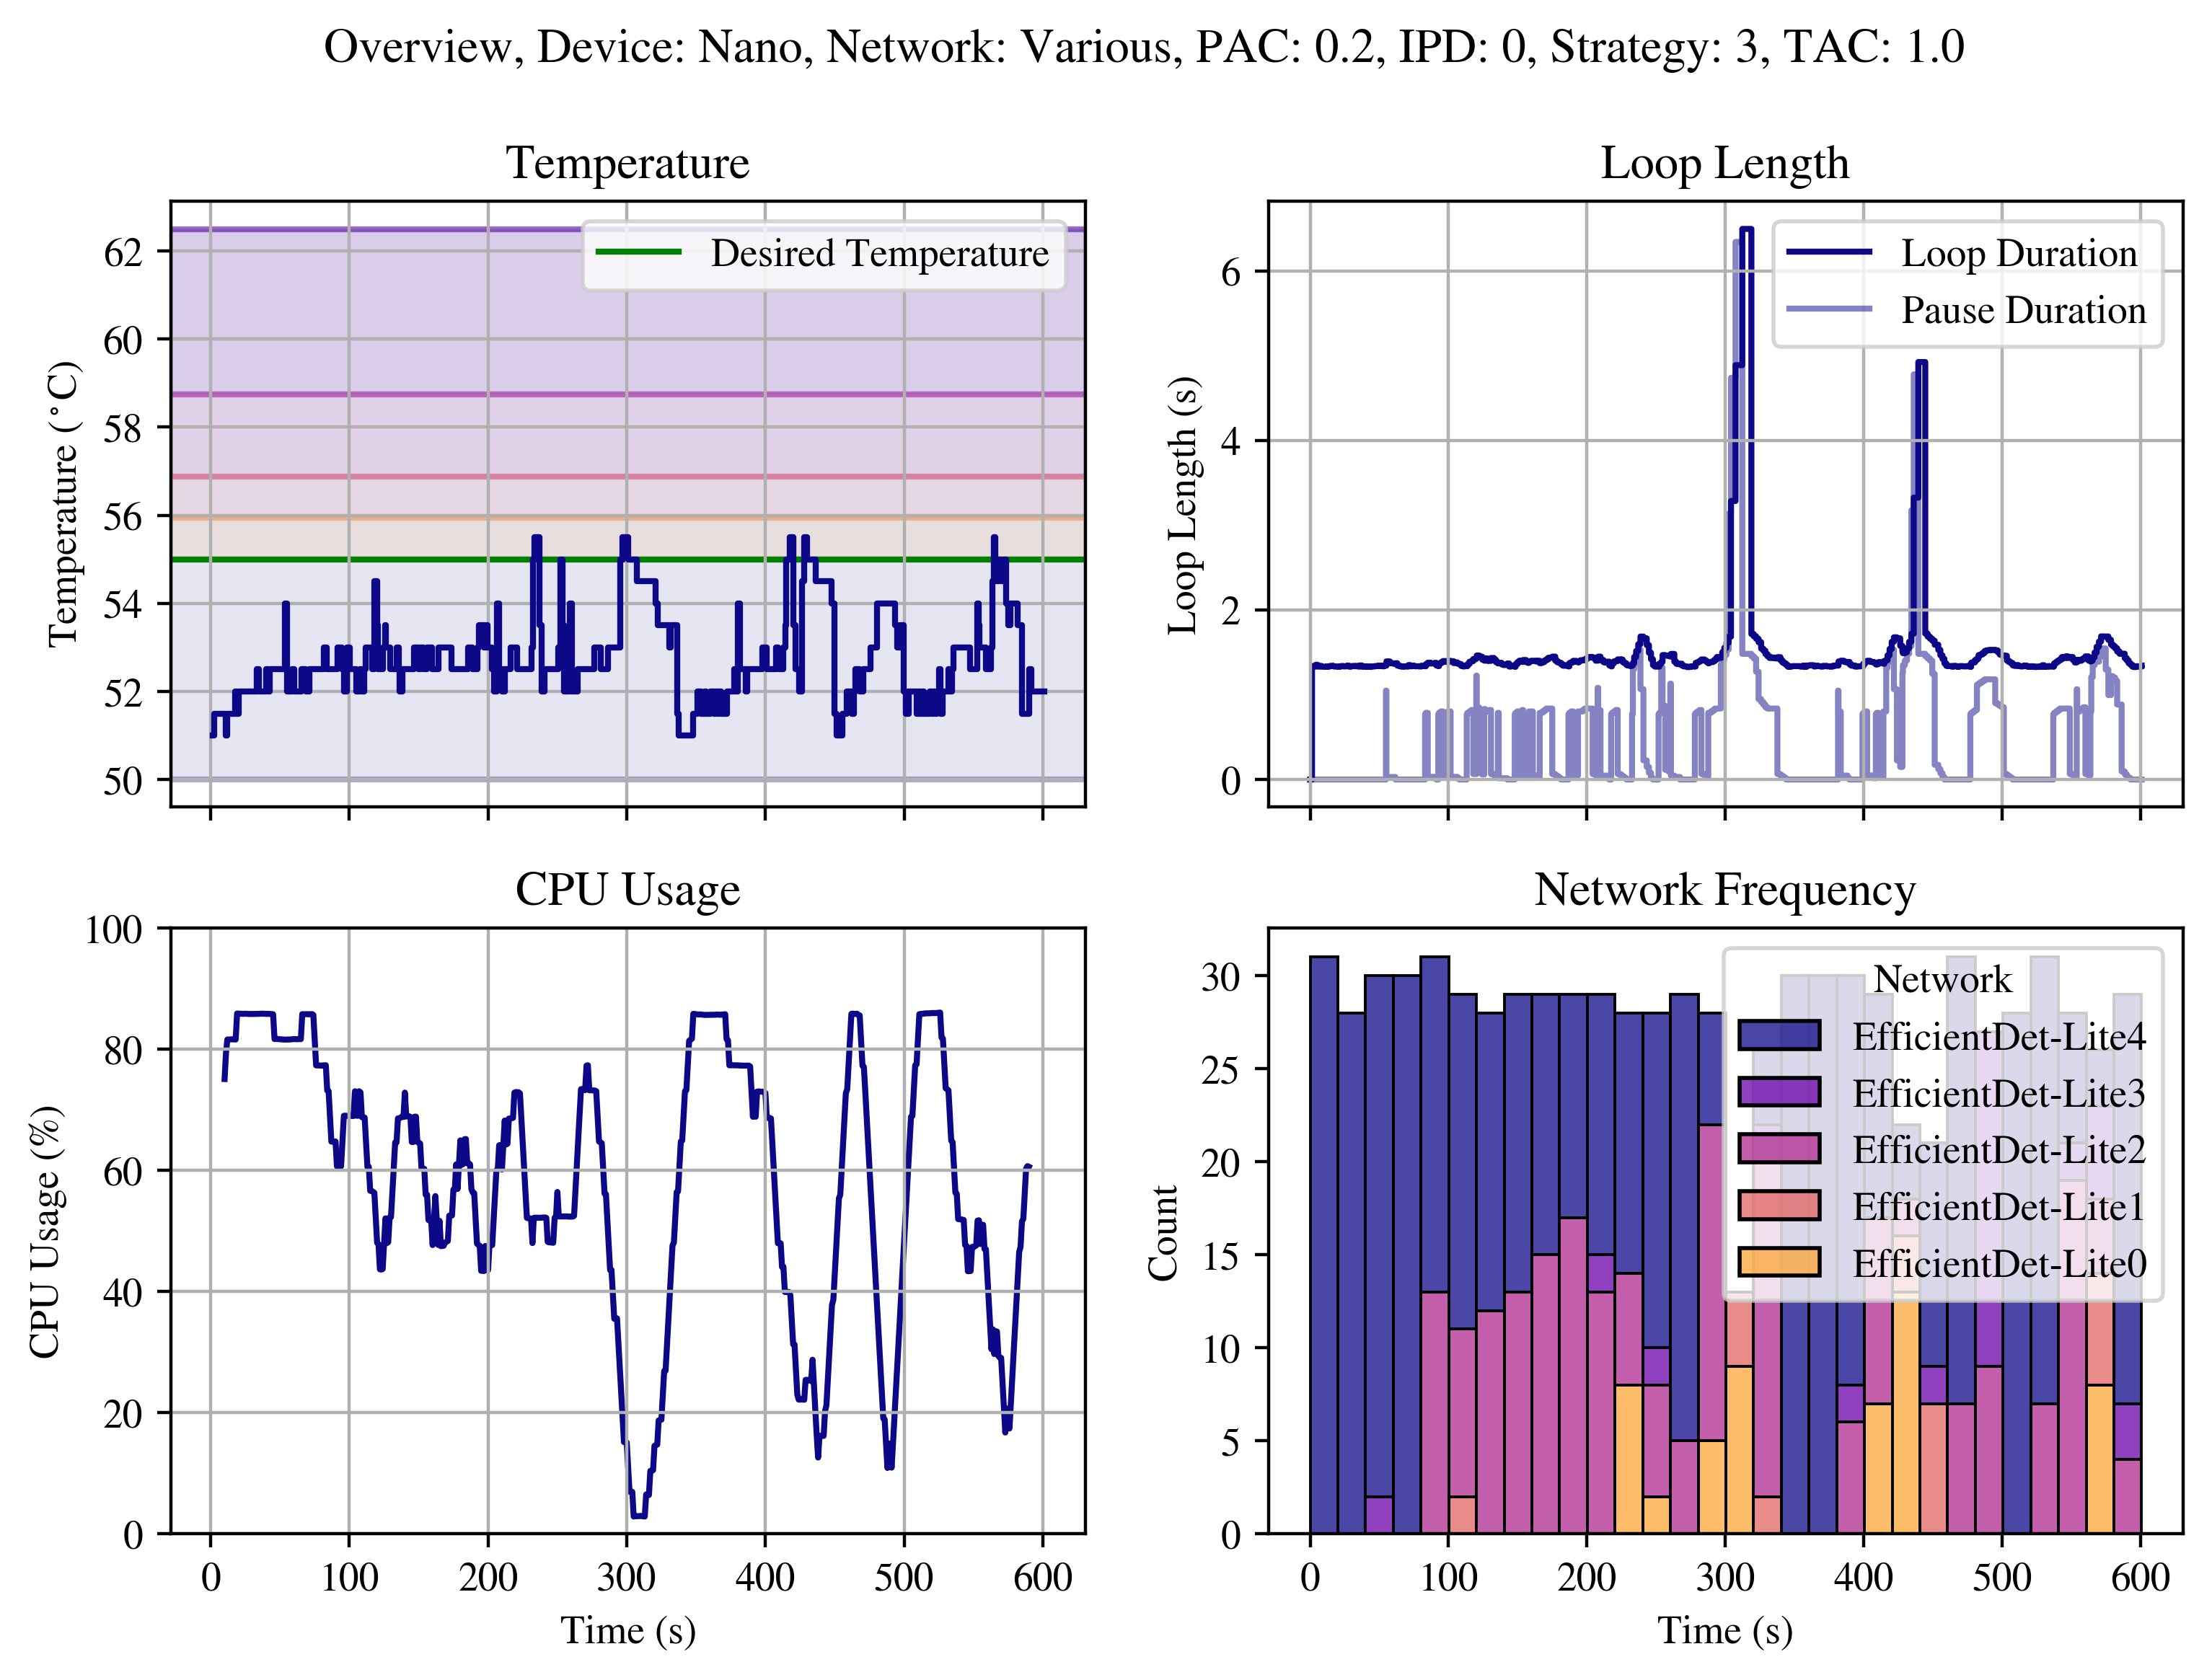 Overview, Device: Nano, Network: Various, PAC: 0.2, IPD: 0, Strategy: 3, TAC: 1.0
Temperature
Temperature (°C)
62
60
58
56
54
52
50
Desired Temperature
Loop Length
Loop Length (s)
6
4
2
0
Loop Duration
Pause Duration
CPU Usage
CPU Usage (%)
100
80
60
40
20
0
0 100 200 300 400 500 600
Time (s)
Network Frequency
Count
30
25
20
15
10
5
0
Network
EfficientDet-Lite4
EfficientDet-Lite3
EfficientDet-Lite2
EfficientDet-Lite1
EfficientDet-Lite0
0 100 200 300 400 500 600
Time (s)